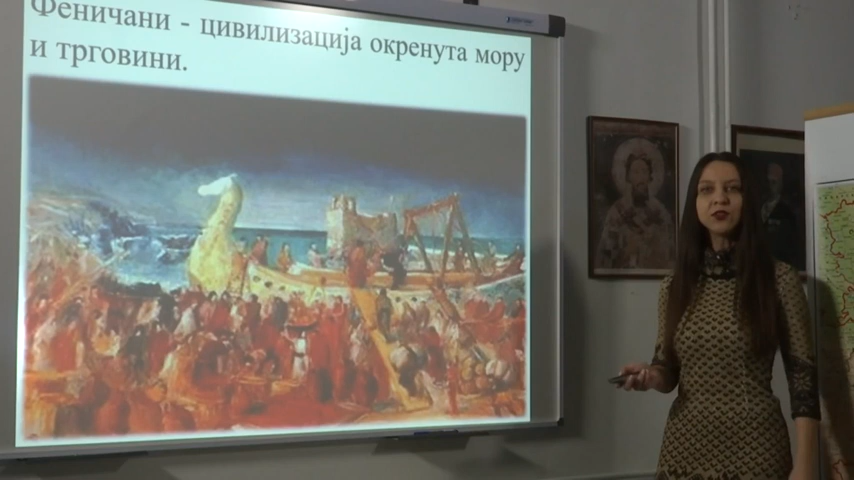 Феничани - цивилизација окренута мору
и трговини.